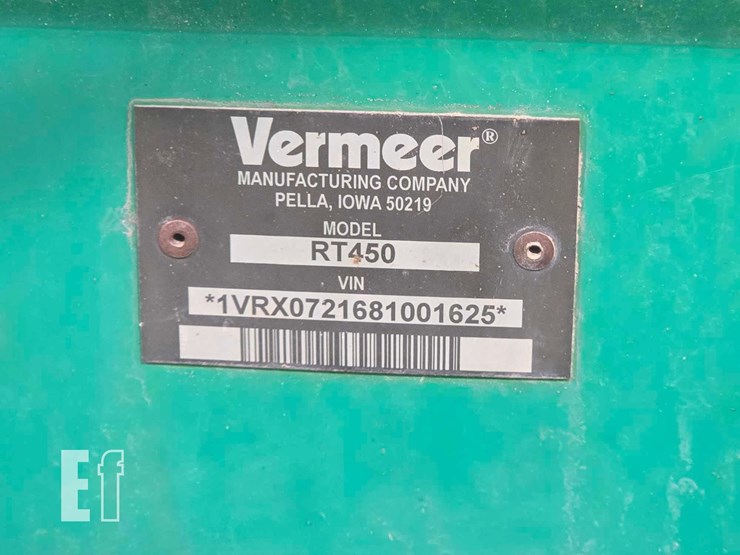 Vermeer®
MANUFACTURING COMPANY
PELLA, IOWA 50219
MODEL
RT450
VIN
*1VRX0721681001625*
Ef